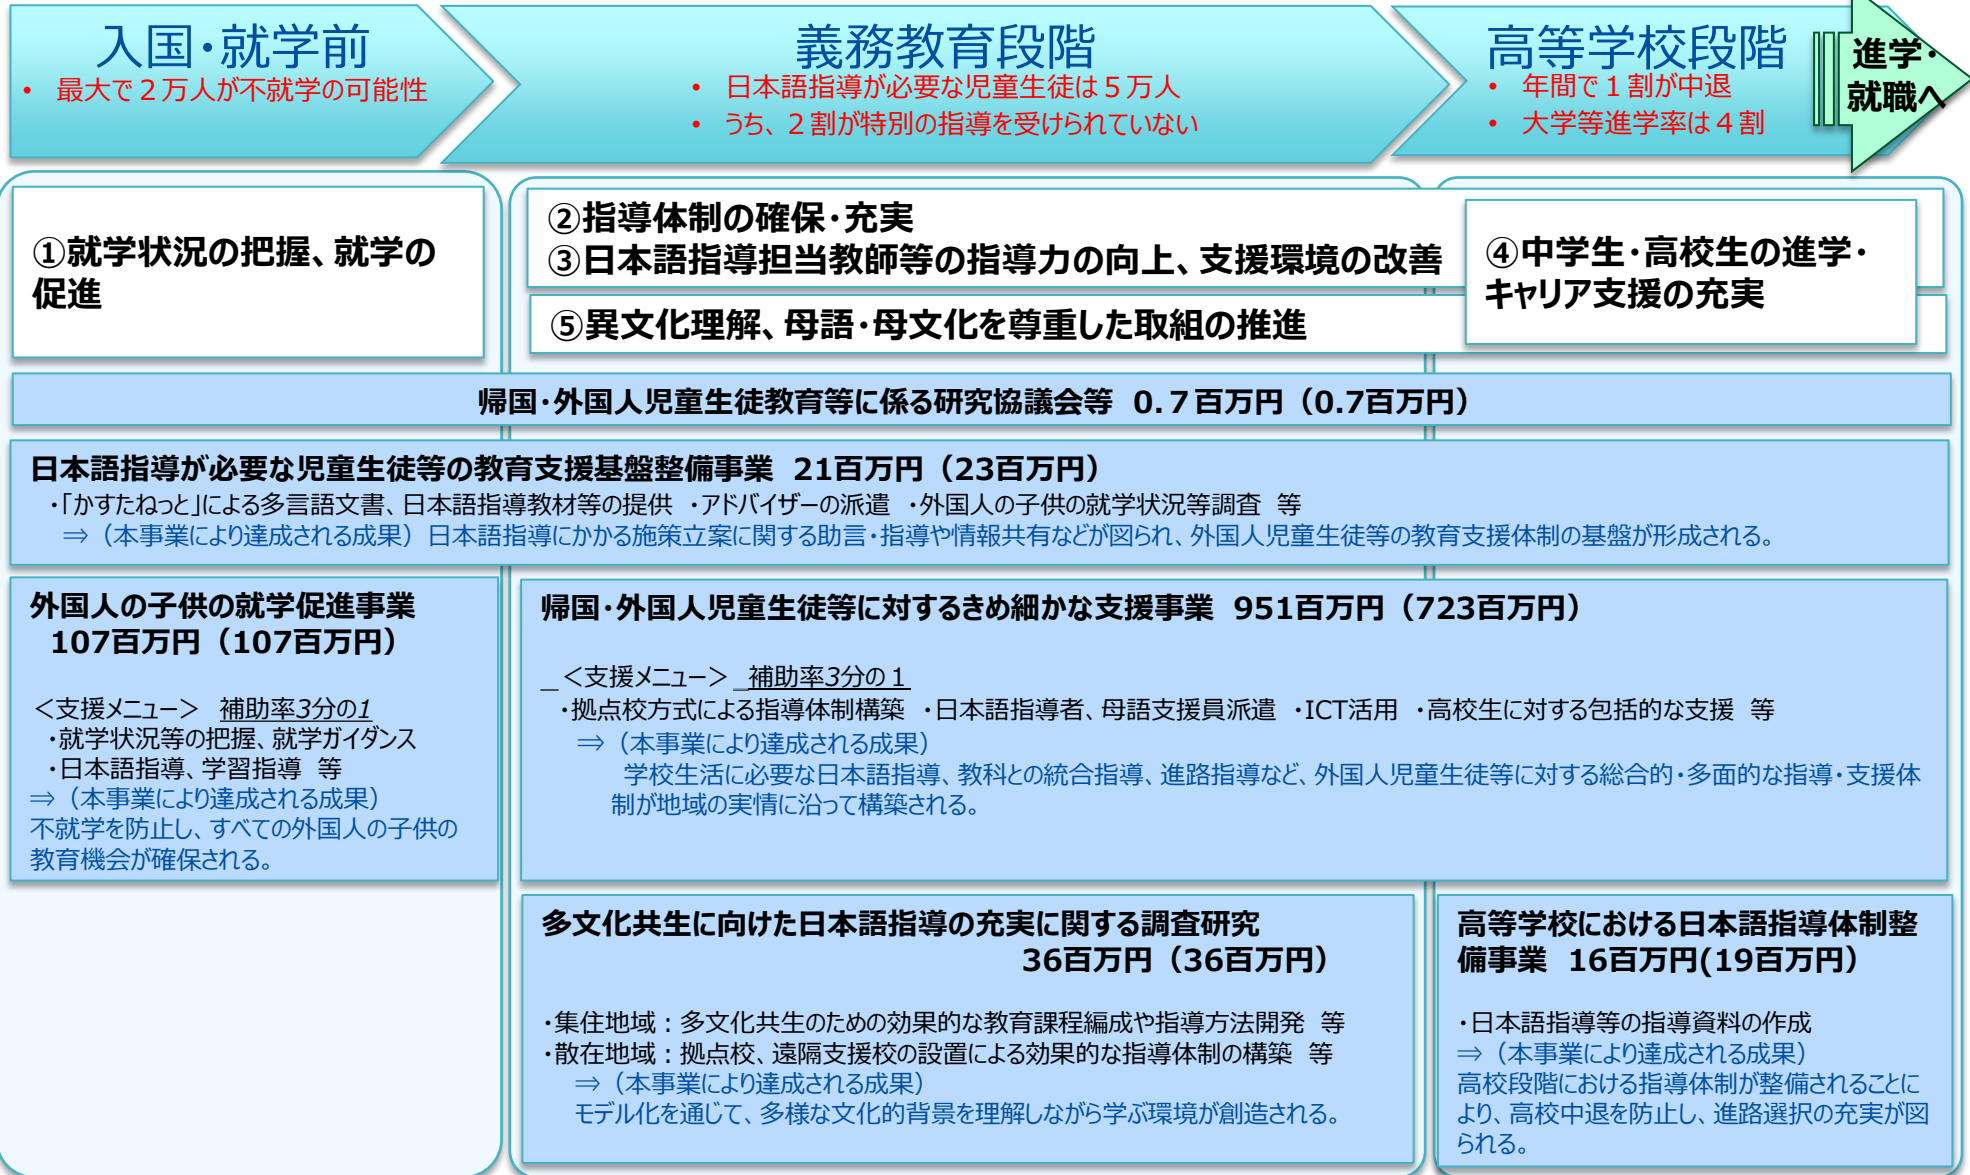 入国・就学前
• 最大で２万人が不就学の可能性
義務教育段階
• 日本語指導が必要な児童生徒は５万人
• うち、２割が特別の指導を受けられていない
高等学校段階
• 年間で１割が中退
• 大学等進学率は４割
進学・
就職へ
①就学状況の把握、就学の
促進
②指導体制の確保・充実
③日本語指導担当教師等の指導力の向上、支援環境の改善
④中学生・高校生の進学・
キャリア支援の充実
⑤異文化理解、母語・母文化を尊重した取組の推進
帰国・外国人児童生徒教育等に係る研究協議会等 0.７百万円（0.7百万円）
日本語指導が必要な児童生徒等の教育支援基盤整備事業 21百万円（23百万円）
・「かすたねっと」による多言語文書、日本語指導教材等の提供 ・アドバイザーの派遣 ・外国人の子供の就学状況等調査 等
⇒（本事業により達成される成果）日本語指導にかかる施策立案に関する助言・指導や情報共有などが図られ、外国人児童生徒等の教育支援体制の基盤が形成される。
外国人の子供の就学促進事業
107百万円（107百万円）
＜支援メニュー＞ 補助率3分の1
・就学状況等の把握、就学ガイダンス
・日本語指導、学習指導 等
⇒（本事業により達成される成果）
不就学を防止し、すべての外国人の子供の
教育機会が確保される。
帰国・外国人児童生徒等に対するきめ細かな支援事業 951百万円（723百万円）
＜支援メニュー＞ 補助率3分の１
・拠点校方式による指導体制構築 ・日本語指導者、母語支援員派遣 ・ICT活用 ・高校生に対する包括的な支援 等
⇒（本事業により達成される成果）
学校生活に必要な日本語指導、教科との統合指導、進路指導など、外国人児童生徒等に対する総合的・多面的な指導・支援体
制が地域の実情に沿って構築される。
多文化共生に向けた日本語指導の充実に関する調査研究
36百万円（36百万円）
・集住地域：多文化共生のための効果的な教育課程編成や指導方法開発 等
・散在地域：拠点校、遠隔支援校の設置による効果的な指導体制の構築 等
⇒（本事業により達成される成果）
モデル化を通じて、多様な文化的背景を理解しながら学ぶ環境が創造される。
高等学校における日本語指導体制整
備事業 16百万円(19百万円）
・日本語指導等の指導資料の作成
⇒（本事業により達成される成果）
高校段階における指導体制が整備されることに
より、高校中退を防止し、進路選択の充実が図
られる。